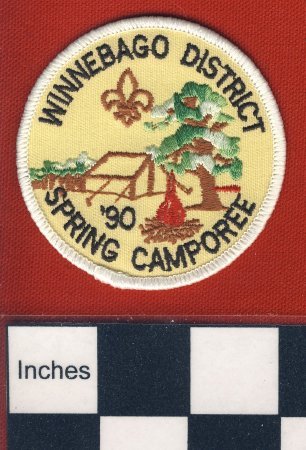 WINNEBAGO DISTRICT
'90
SPRING CAMPOREE
Inches